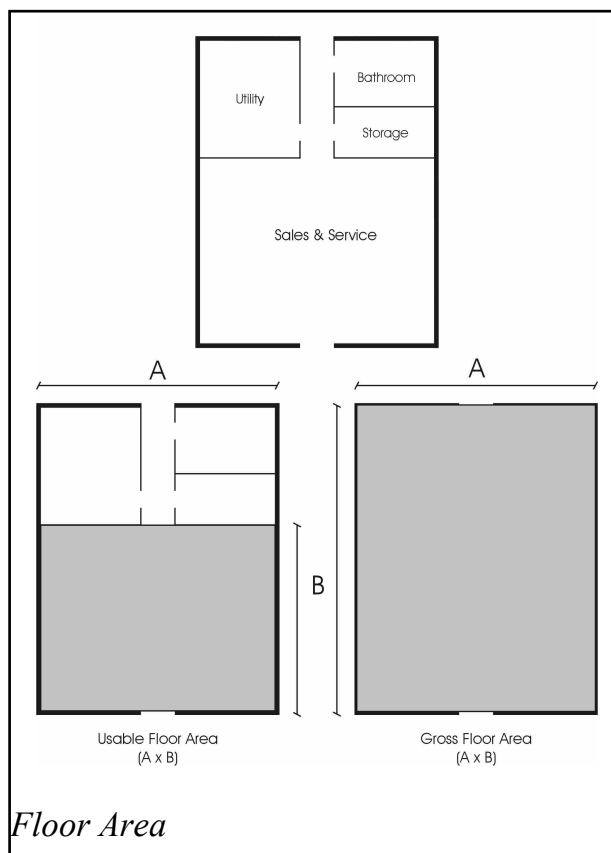 Utility
Bathroom
Storage
Sales & Service
A
A
B
Usable Floor Area
(A x B)
Gross Floor Area
(A x B)
Floor Area